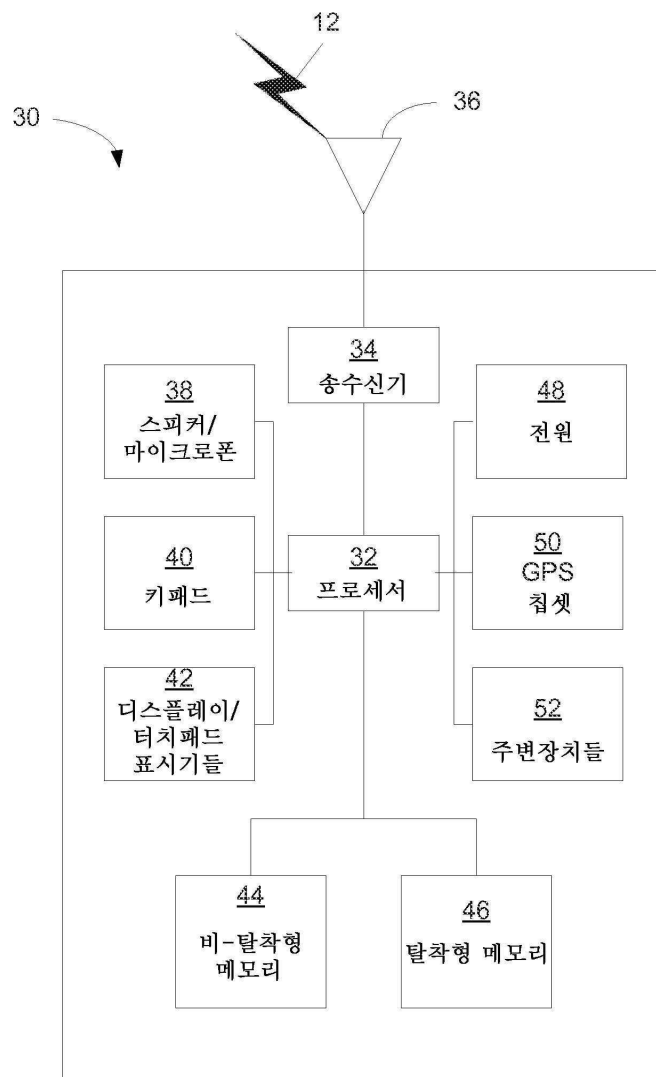 12
30
36
34
송수신기
38
스피커/
마이크로폰
48
전원
40
키패드
32
프로세서
50
GPS
칩셋
42
디스플레이/
터치패드
표시기들
52
주변장치들
44
비-탈착형
메모리
46
탈착형 메모리